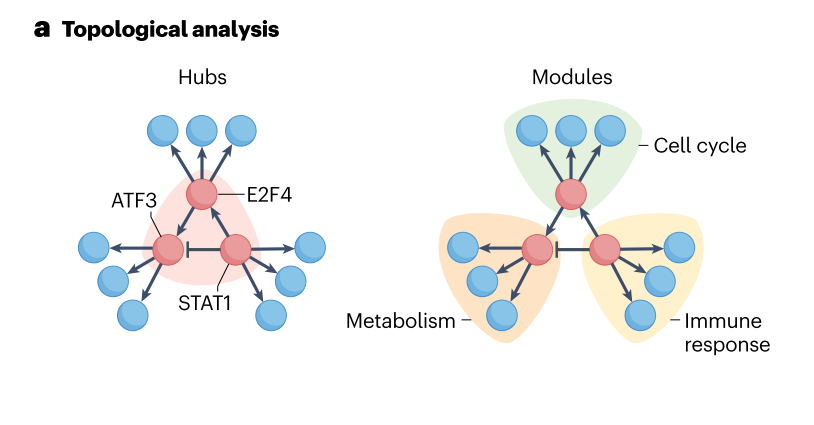 a Topological analysis
Hubs
Modules
Cell cycle
ATF3
E2F4
STAT1
Metabolism
Immune
response